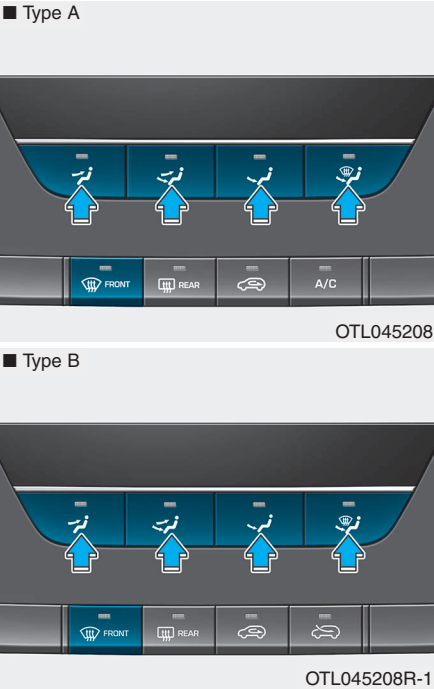 ■ Type A
FRONT REAR A/C
OTL045208
■ Type B
FRONT REAR
OTL045208R-1